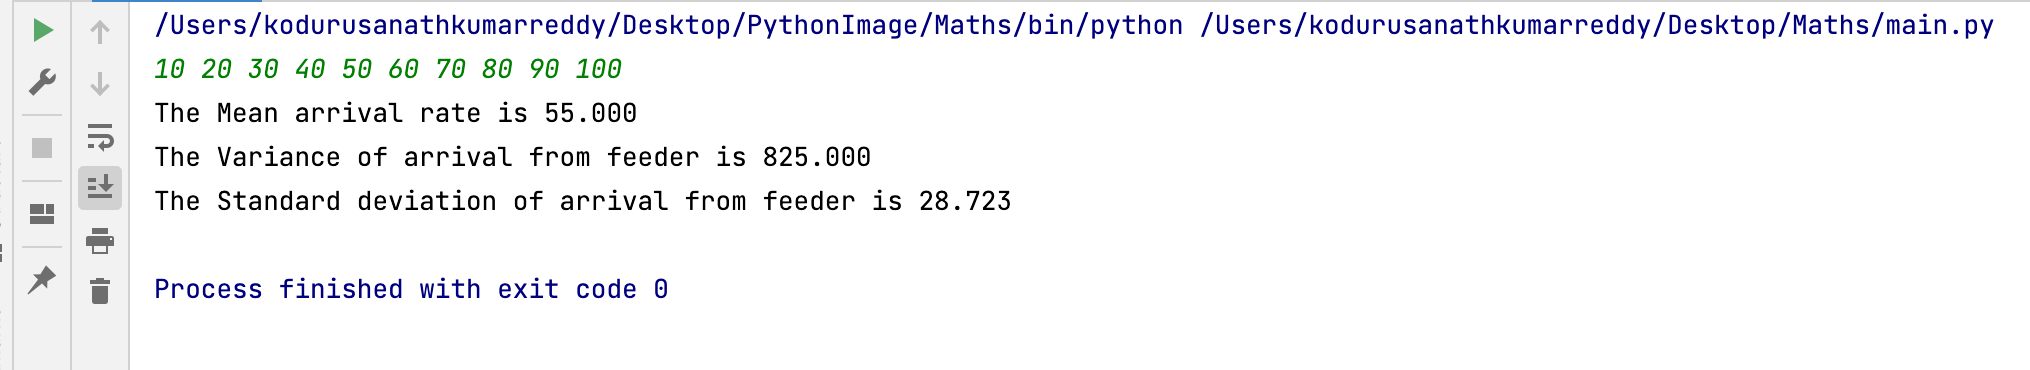 /Users/kodurusanathkumarreddy/Desktop/PythonImage/Maths/bin/python /Users/kodurusanathkumarreddy/Desktop/Maths/main.py
10 20 30 40 50 60 70 80 90 100
The Mean arrival rate is 55.000
The Variance of arrival from feeder is 825.000
The Standard deviation of arrival from feeder is 28.723
Process finished with exit code 0